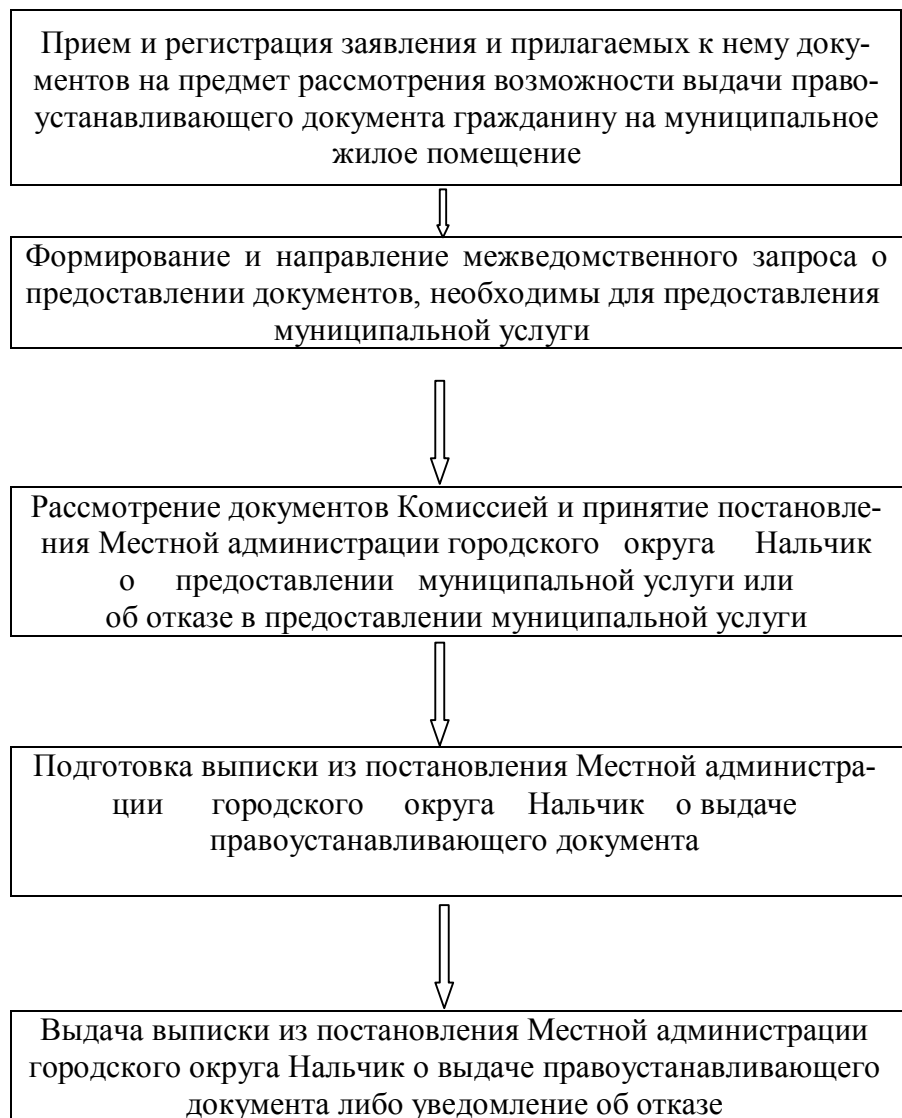 Прием и регистрация заявления и прилагаемых к нему доку-
ментов на предмет рассмотрения возможности выдачи право-
устанавливающего документа гражданину на муниципальное
жилое помещение
Формирование и направление межведомственного запроса о
предоставлении документов, необходимы для предоставления
муниципальной услуги
Рассмотрение документов Комиссией и принятие постановле-
ния Местной администрации городского округа Нальчик
о предоставлении муниципальной услуги или
об отказе в предоставлении муниципальной услуги
Подготовка выписки из постановления Местной администра-
ции городского округа Нальчик о выдаче
правоустанавливающего документа
Выдача выписки из постановления Местной администрации
городского округа Нальчик о выдаче правоустанавливающего
документа либо уведомление об отказе